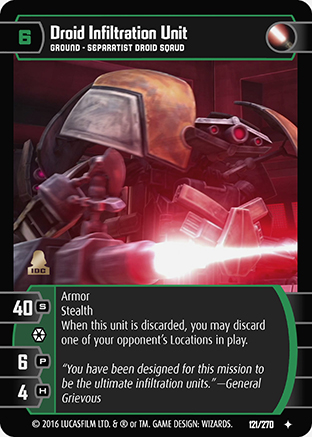 6
Droid Infiltration Unit
GROUND - SEPARATIST DROID SQAUD
IDC
40 S
Armor
Stealth
When this unit is discarded, you may discard
one of your opponent's Locations in play.
6 P
4 H
"You have been designed for this mission to
be the ultimate infiltration units." —General
Grievous
© 2016 LUCASFILM LTD. & ® OR TM. GAME DESIGN: WIZARDS. 121/270